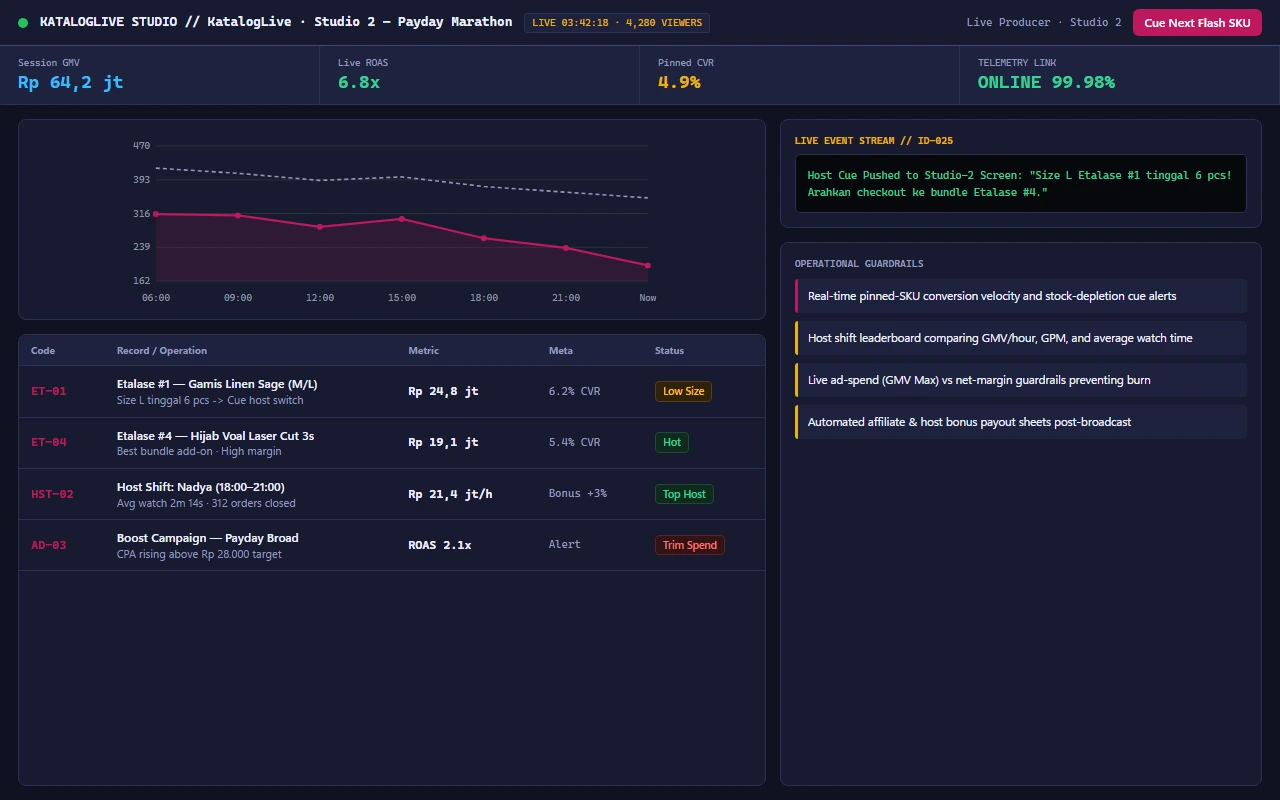 KATALOGLIVE STUDIO // KatalogLive · Studio 2 — Payday Marathon
LIVE 03:42:18 · 4,280 VIEWERS
Live Producer · Studio 2
Cue Next Flash SKU
Session GMV
Rp 64,2 jt
Live ROAS
6.8x
Pinned CVR
4.9%
TELEMETRY LINK
ONLINE 99.98%
470
393
316
239
162
06:00 09:00 12:00 15:00 18:00 21:00 Now
LIVE EVENT STREAM // ID-025
Host Cue Pushed to Studio-2 Screen: "Size L Etalase #1 tinggal 6 pcs!
Arahkan checkout ke bundle Etalase #4."
OPERATIONAL GUARDRAILS
Real-time pinned-SKU conversion velocity and stock-depletion cue alerts
Host shift leaderboard comparing GMV/hour, GPM, and average watch time
Live ad-spend (GMV Max) vs net-margin guardrails preventing burn
Automated affiliate & host bonus payout sheets post-broadcast
Code Record / Operation Metric Meta Status
ET-01 Etalase #1 — Gamis Linen Sage (M/L) Rp 24,8 jt 6.2% CVR Low Size
Size L tinggal 6 pcs -> Cue host switch
ET-04 Etalase #4 — Hijab Voal Laser Cut 3s Rp 19,1 jt 5.4% CVR Hot
Best bundle add-on · High margin
HST-02 Host Shift: Nadya (18:00–21:00) Rp 21,4 jt/h Bonus +3% Top Host
Avg watch 2m 14s · 312 orders closed
AD-03 Boost Campaign — Payday Broad ROAS 2.1x Alert Trim Spend
CPA rising above Rp 28.000 target